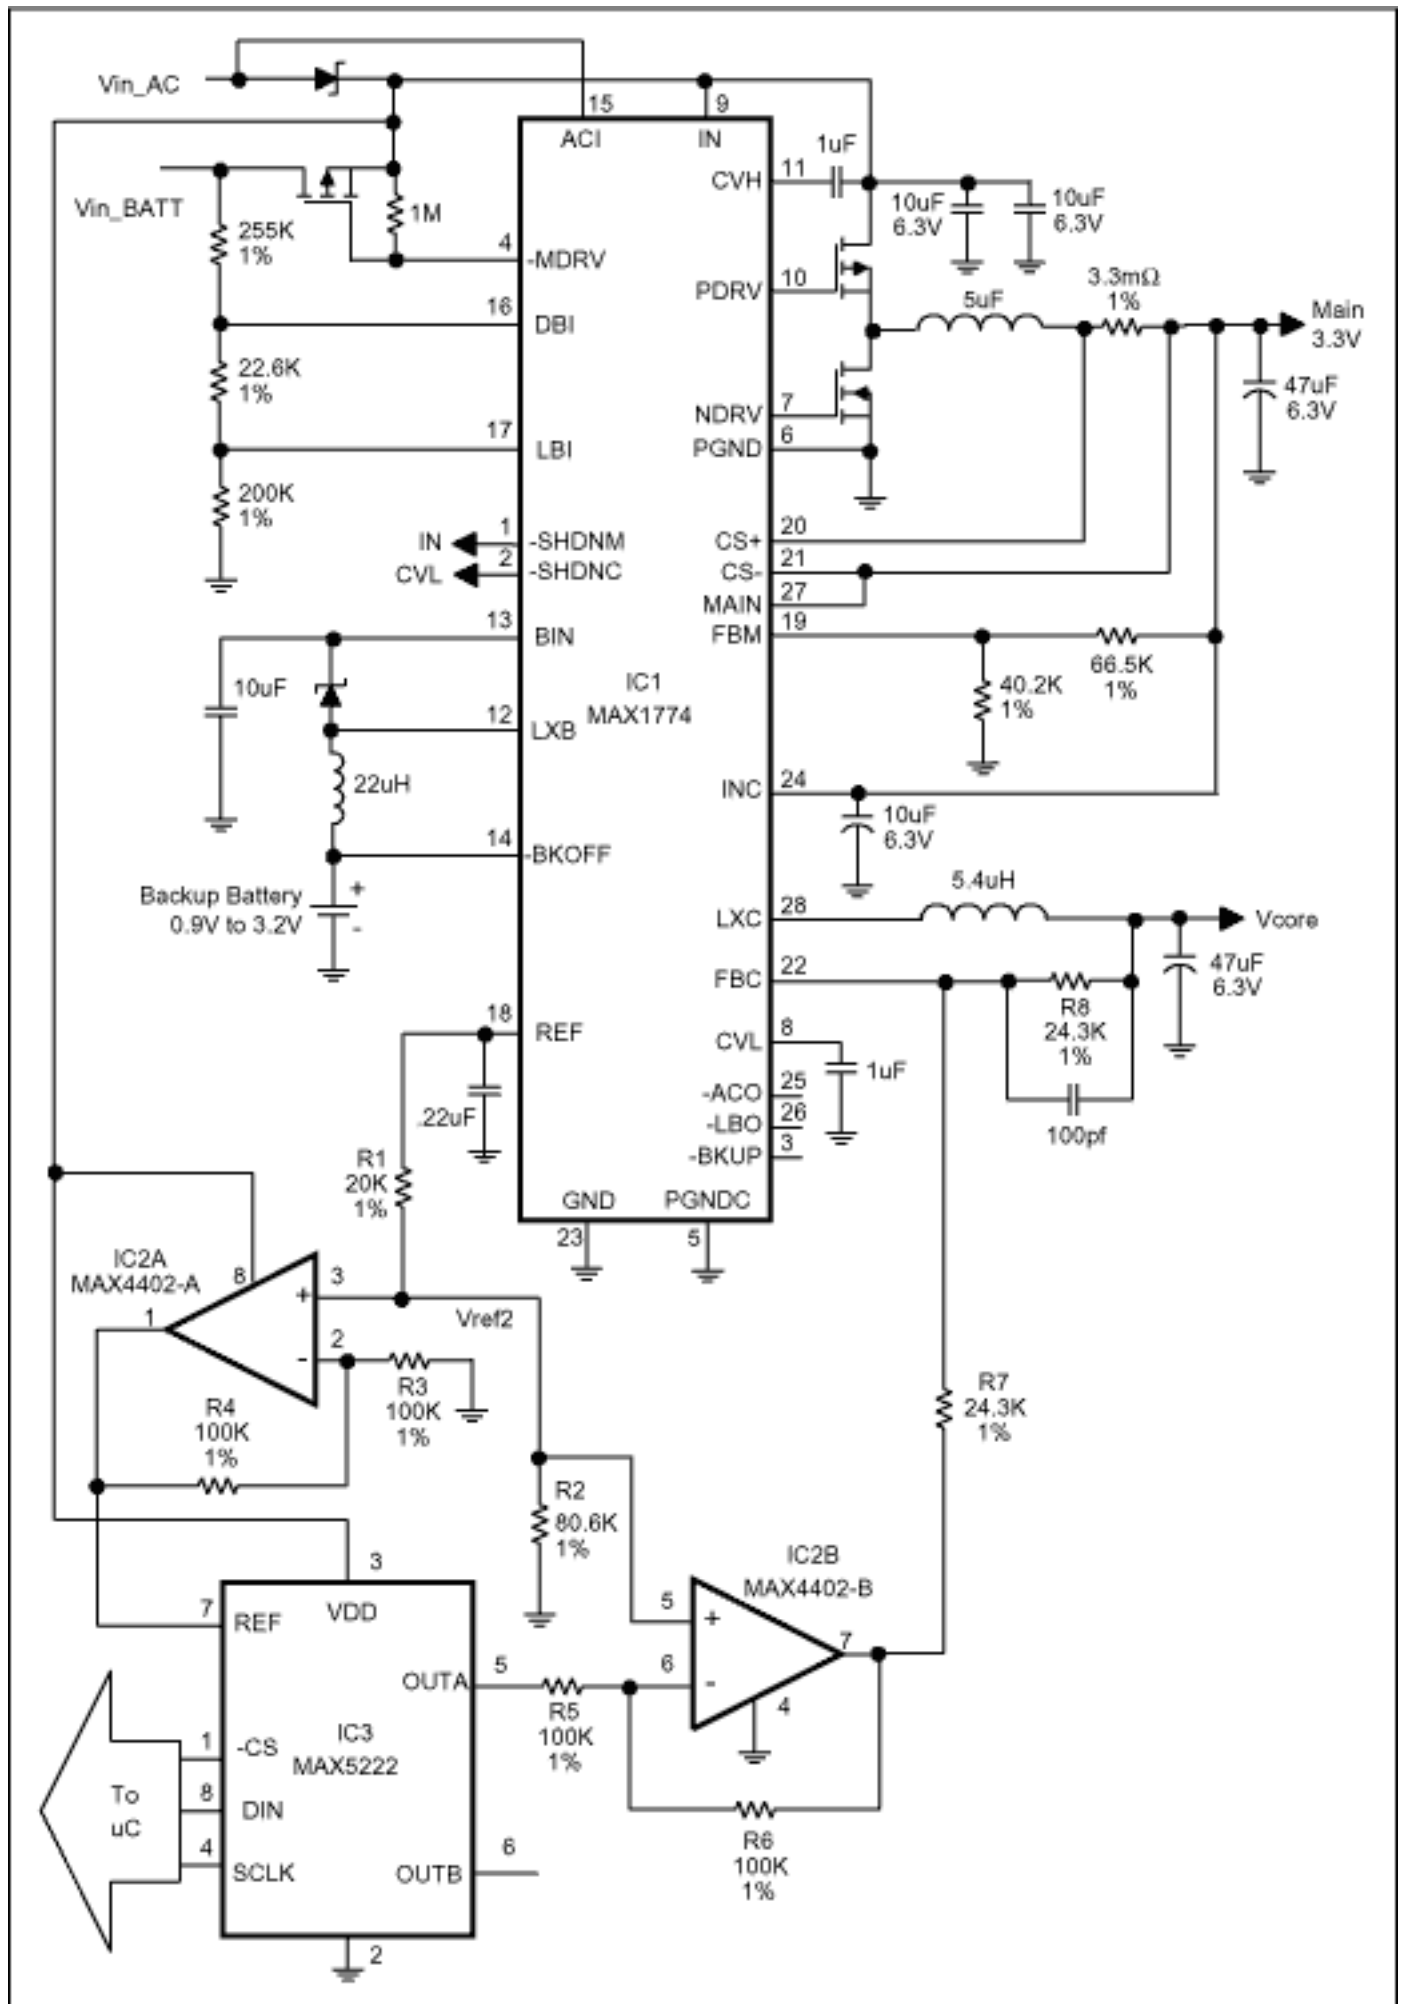 Vin_AC
15
ACI
9
IN
1uF
11
CVH
10uF
6.3V
10uF
6.3V
Vin_BATT
1M
255K
1%
4
-MDRV
10
PDRV
3.3mΩ
1%
5uF
Main
3.3V
16
DBI
22.6K
1%
47uF
6.3V
7
NDRV
6
PGND
17
LBI
200K
1%
IN
1
-SHDNM
CVL
2
-SHDNC
20
CS+
21
CS-
27
MAIN
19
FBM
13
BIN
66.5K
1%
40.2K
1%
10uF
IC1
MAX1774
12
LXB
22uH
24
INC
10uF
6.3V
14
-BKOFF
Backup Battery
0.9V to 3.2V
+
-
5.4uH
28
LXC
Vcore
47uF
6.3V
22
FBC
R8
24.3K
1%
100pf
18
REF
.22uF
8
CVL
1uF
25
-ACO
26
-LBO
3
-BKUP
R1
20K
1%
GND
PGNDC
23
5
IC2A
MAX4402-A
8
3
+
1
2
-
Vref2
R3
100K
1%
R4
100K
1%
R7
24.3K
1%
R2
80.6K
1%
IC2B
MAX4402-B
3
VDD
7
REF
5
+
7
6
-
4
5
OUTA
R5
100K
1%
IC3
MAX5222
1
-CS
8
DIN
4
SCLK
To
uC
6
OUTB
R6
100K
1%
2